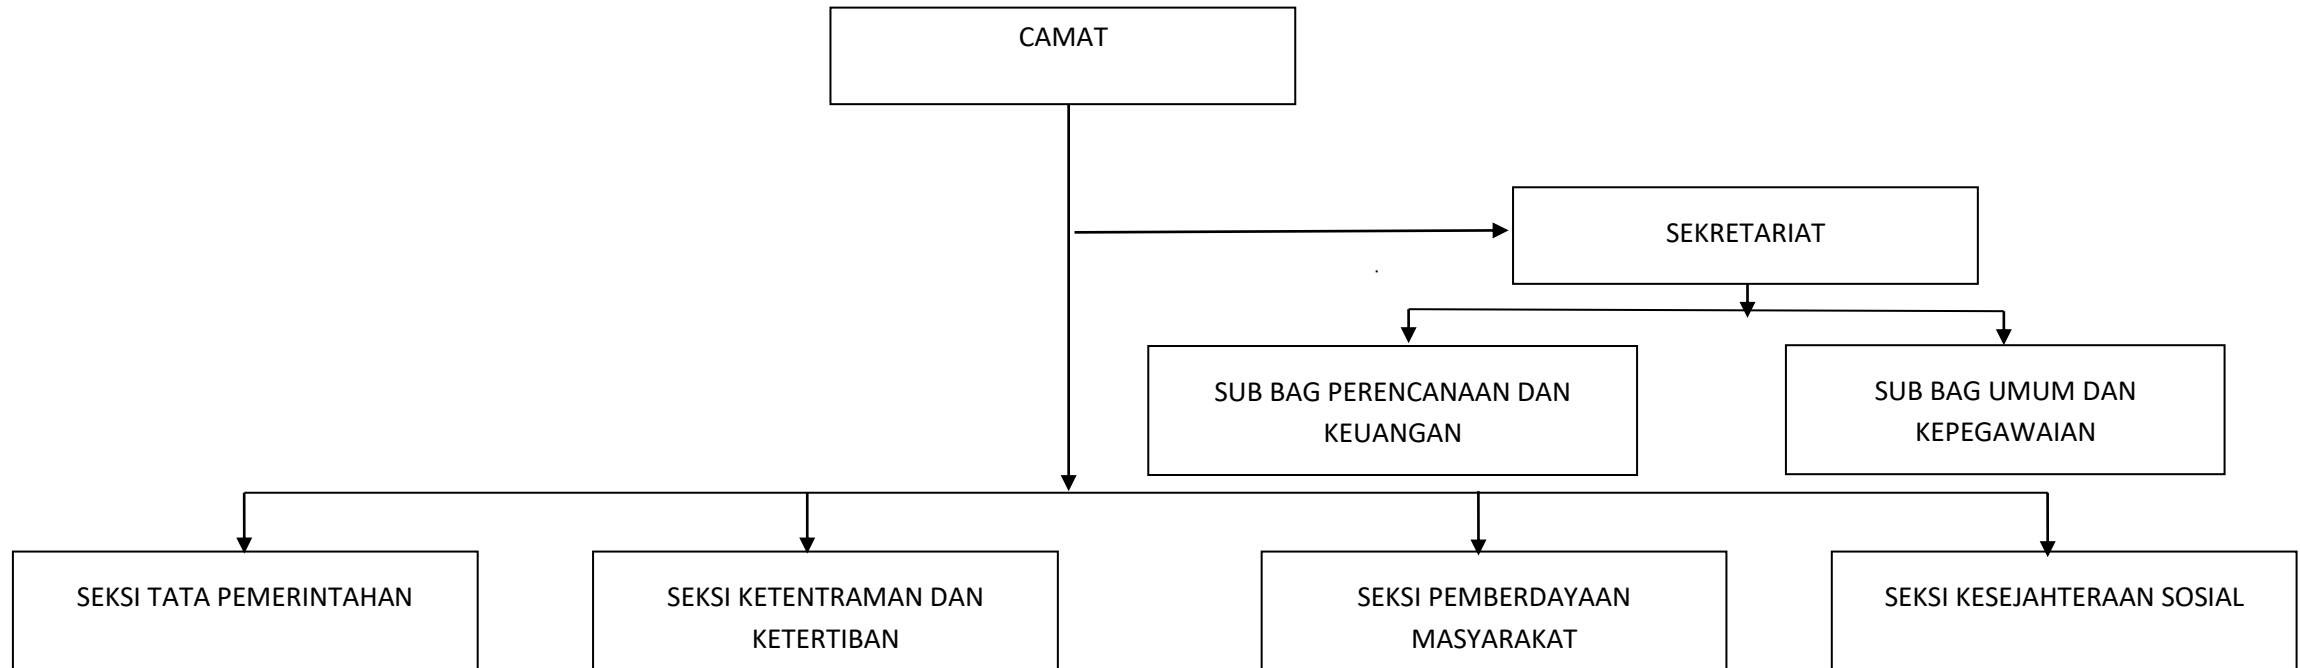 CAMAT
SEKRETARIAT
SUB BAG PERENCANAAN DAN
KEUANGAN
SUB BAG UMUM DAN
KEPEGAWAIAN
SEKSI TATA PEMERINTAHAN
SEKSI KETENTRAMAN DAN
KETERTIBAN
SEKSI PEMBERDAYAAN
MASYARAKAT
SEKSI KESEJAHTERAAN SOSIAL